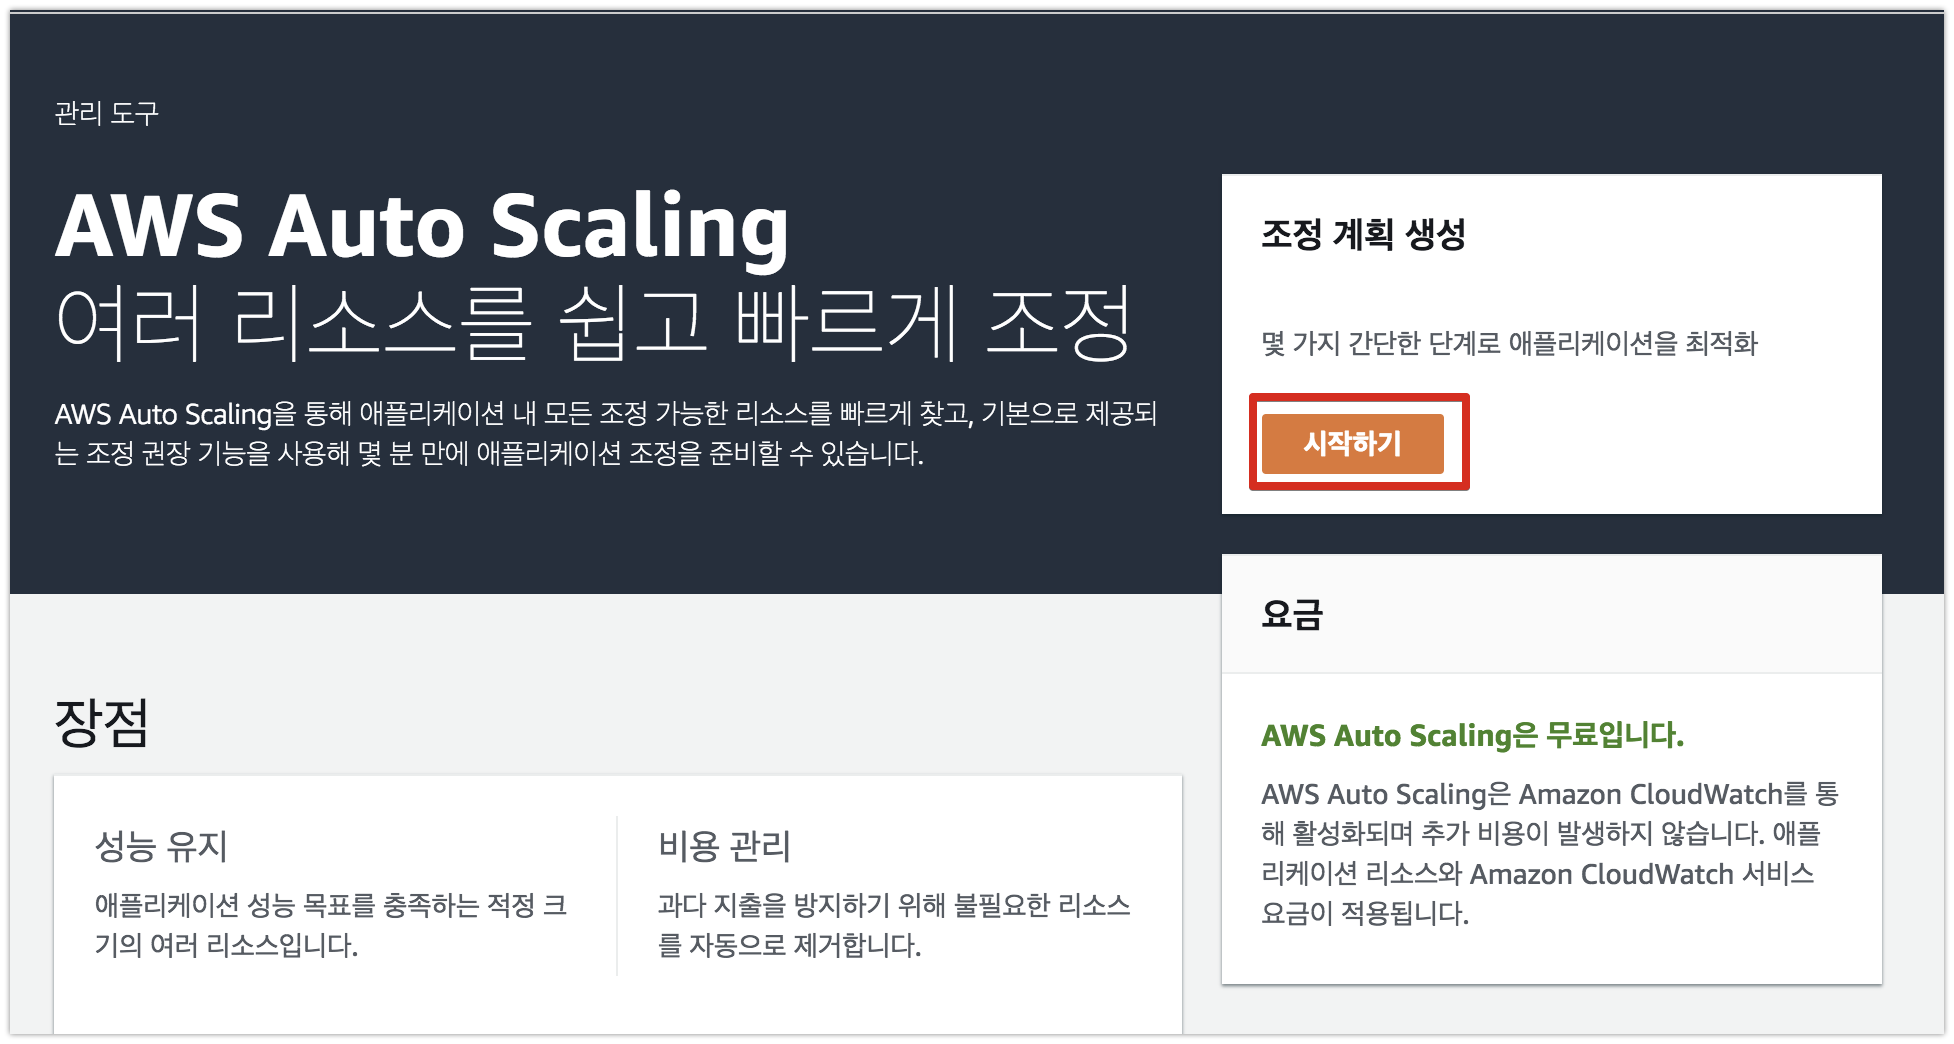 관리 도구
AWS Auto Scaling
여러 리소스를 쉽고 빠르게 조정
AWS Auto Scaling을 통해 애플리케이션 내 모든 조정 가능한 리소스를 빠르게 찾고, 기본으로 제공되
는 조정 권장 기능을 사용해 몇 분 만에 애플리케이션 조정을 준비할 수 있습니다.
조정 계획 생성
몇 가지 간단한 단계로 애플리케이션을 최적화
시작하기
요금
AWS Auto Scaling은 무료입니다.
AWS Auto Scaling은 Amazon CloudWatch를 통
해 활성화되며 추가 비용이 발생하지 않습니다. 애플
리케이션 리소스와 Amazon CloudWatch 서비스
요금이 적용됩니다.
장점
성능 유지
애플리케이션 성능 목표를 충족하는 적정 크
기의 여러 리소스입니다.
비용 관리
과다 지출을 방지하기 위해 불필요한 리소스
를 자동으로 제거합니다.